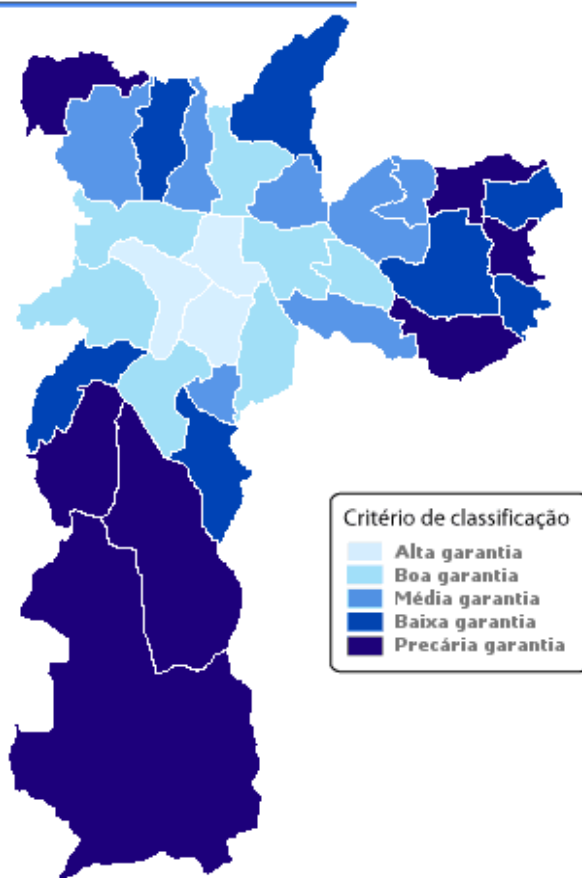 Critério de classificação
Alta garantia
Boa garantia
Média garantia
Baixa garantia
Precária garantia